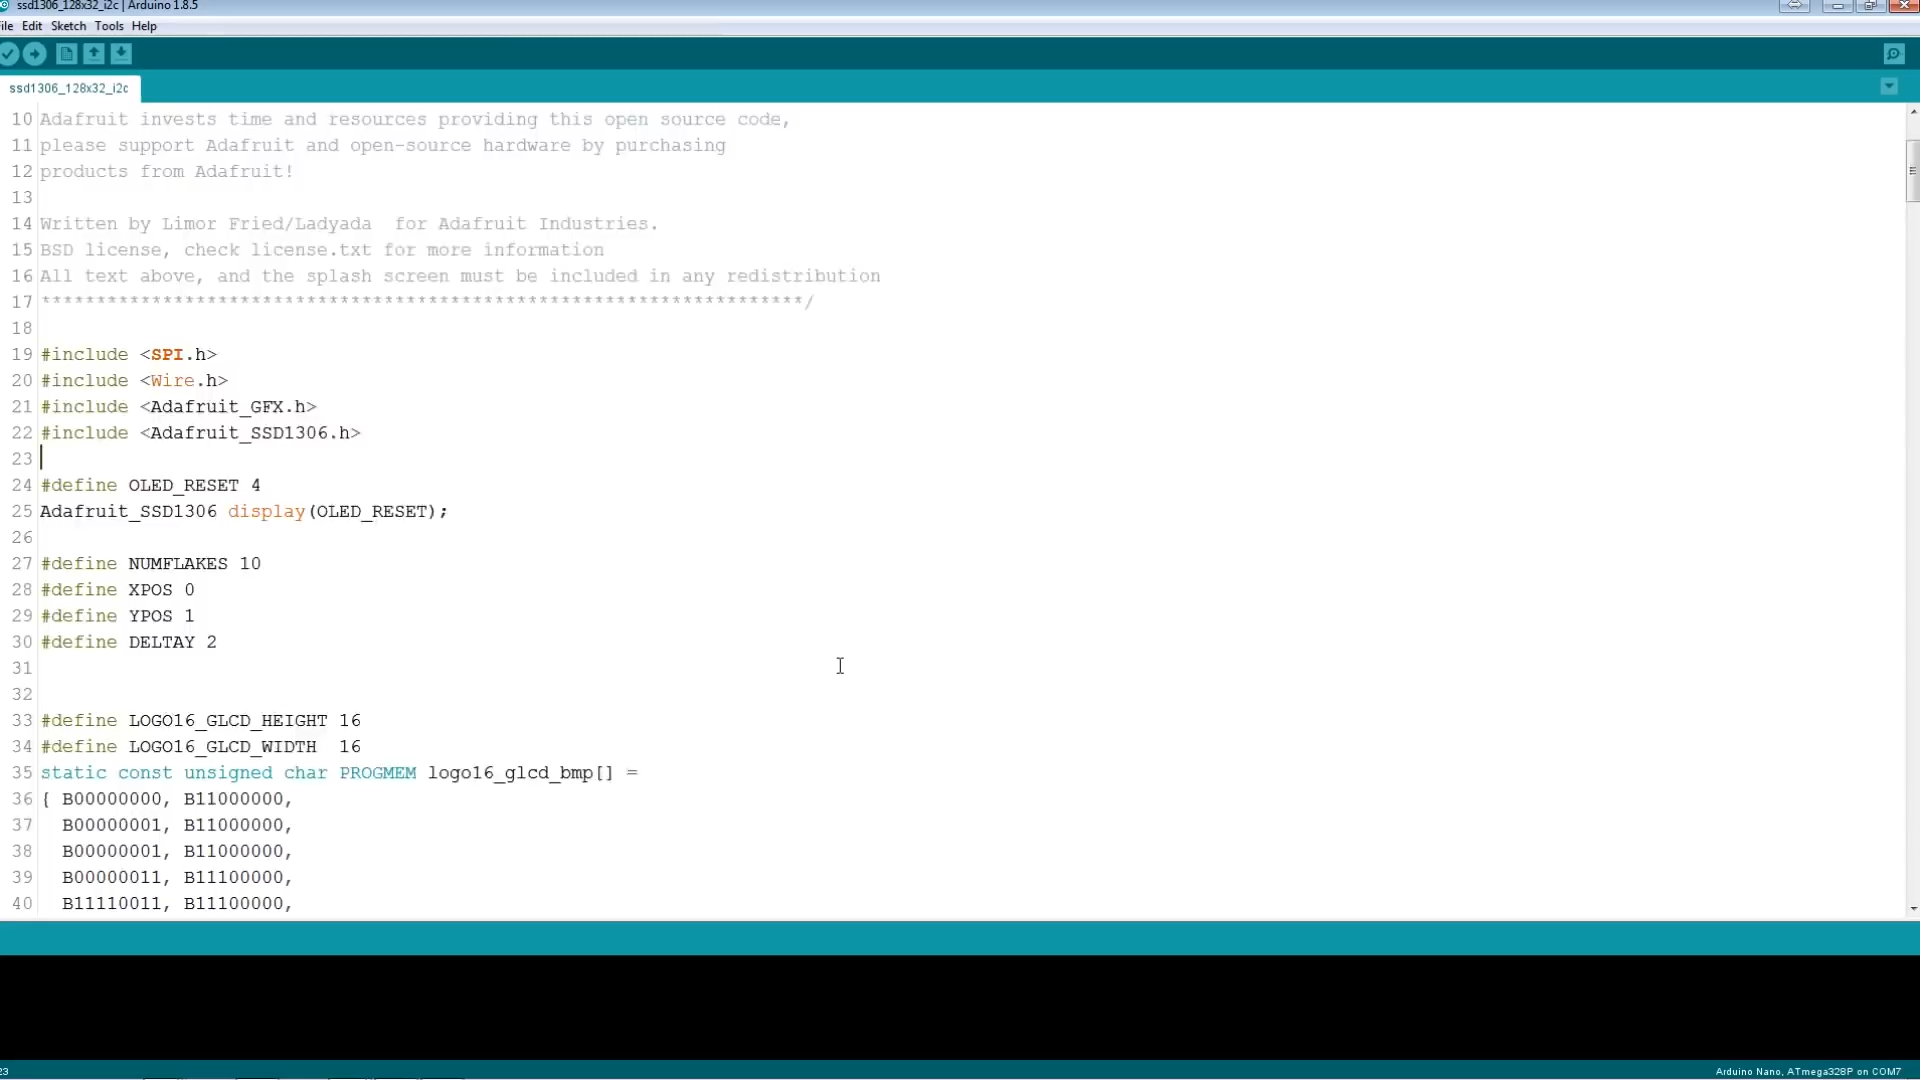 ssd1306_128x32_i2c | Arduino 1.8.5
File Edit Sketch Tools Help
ssd1306_128x32_i2c
10 Adafruit invests time and resources providing this open source code,
11 please support Adafruit and open-source hardware by purchasing
12 products from Adafruit!
13
14 Written by Limor Fried/Ladyada  for Adafruit Industries.
15 BSD license, check license.txt for more information
16 All text above, and the splash screen must be included in any redistribution
17 *********************************************************************/
18
19 #include <SPI.h>
20 #include <Wire.h>
21 #include <Adafruit_GFX.h>
22 #include <Adafruit_SSD1306.h>
23
24 #define OLED_RESET 4
25 Adafruit_SSD1306 display(OLED_RESET);
26
27 #define NUMFLAKES 10
28 #define XPOS 0
29 #define YPOS 1
30 #define DELTAY 2
31
32
33 #define LOGO16_GLCD_HEIGHT 16
34 #define LOGO16_GLCD_WIDTH  16
35 static const unsigned char PROGMEM logo16_glcd_bmp[] =
36 { B00000000, B11000000,
37   B00000001, B11000000,
38   B00000001, B11000000,
39   B00000011, B11100000,
40   B11110011, B11100000,
23
Arduino Nano, ATmega328P on COM7